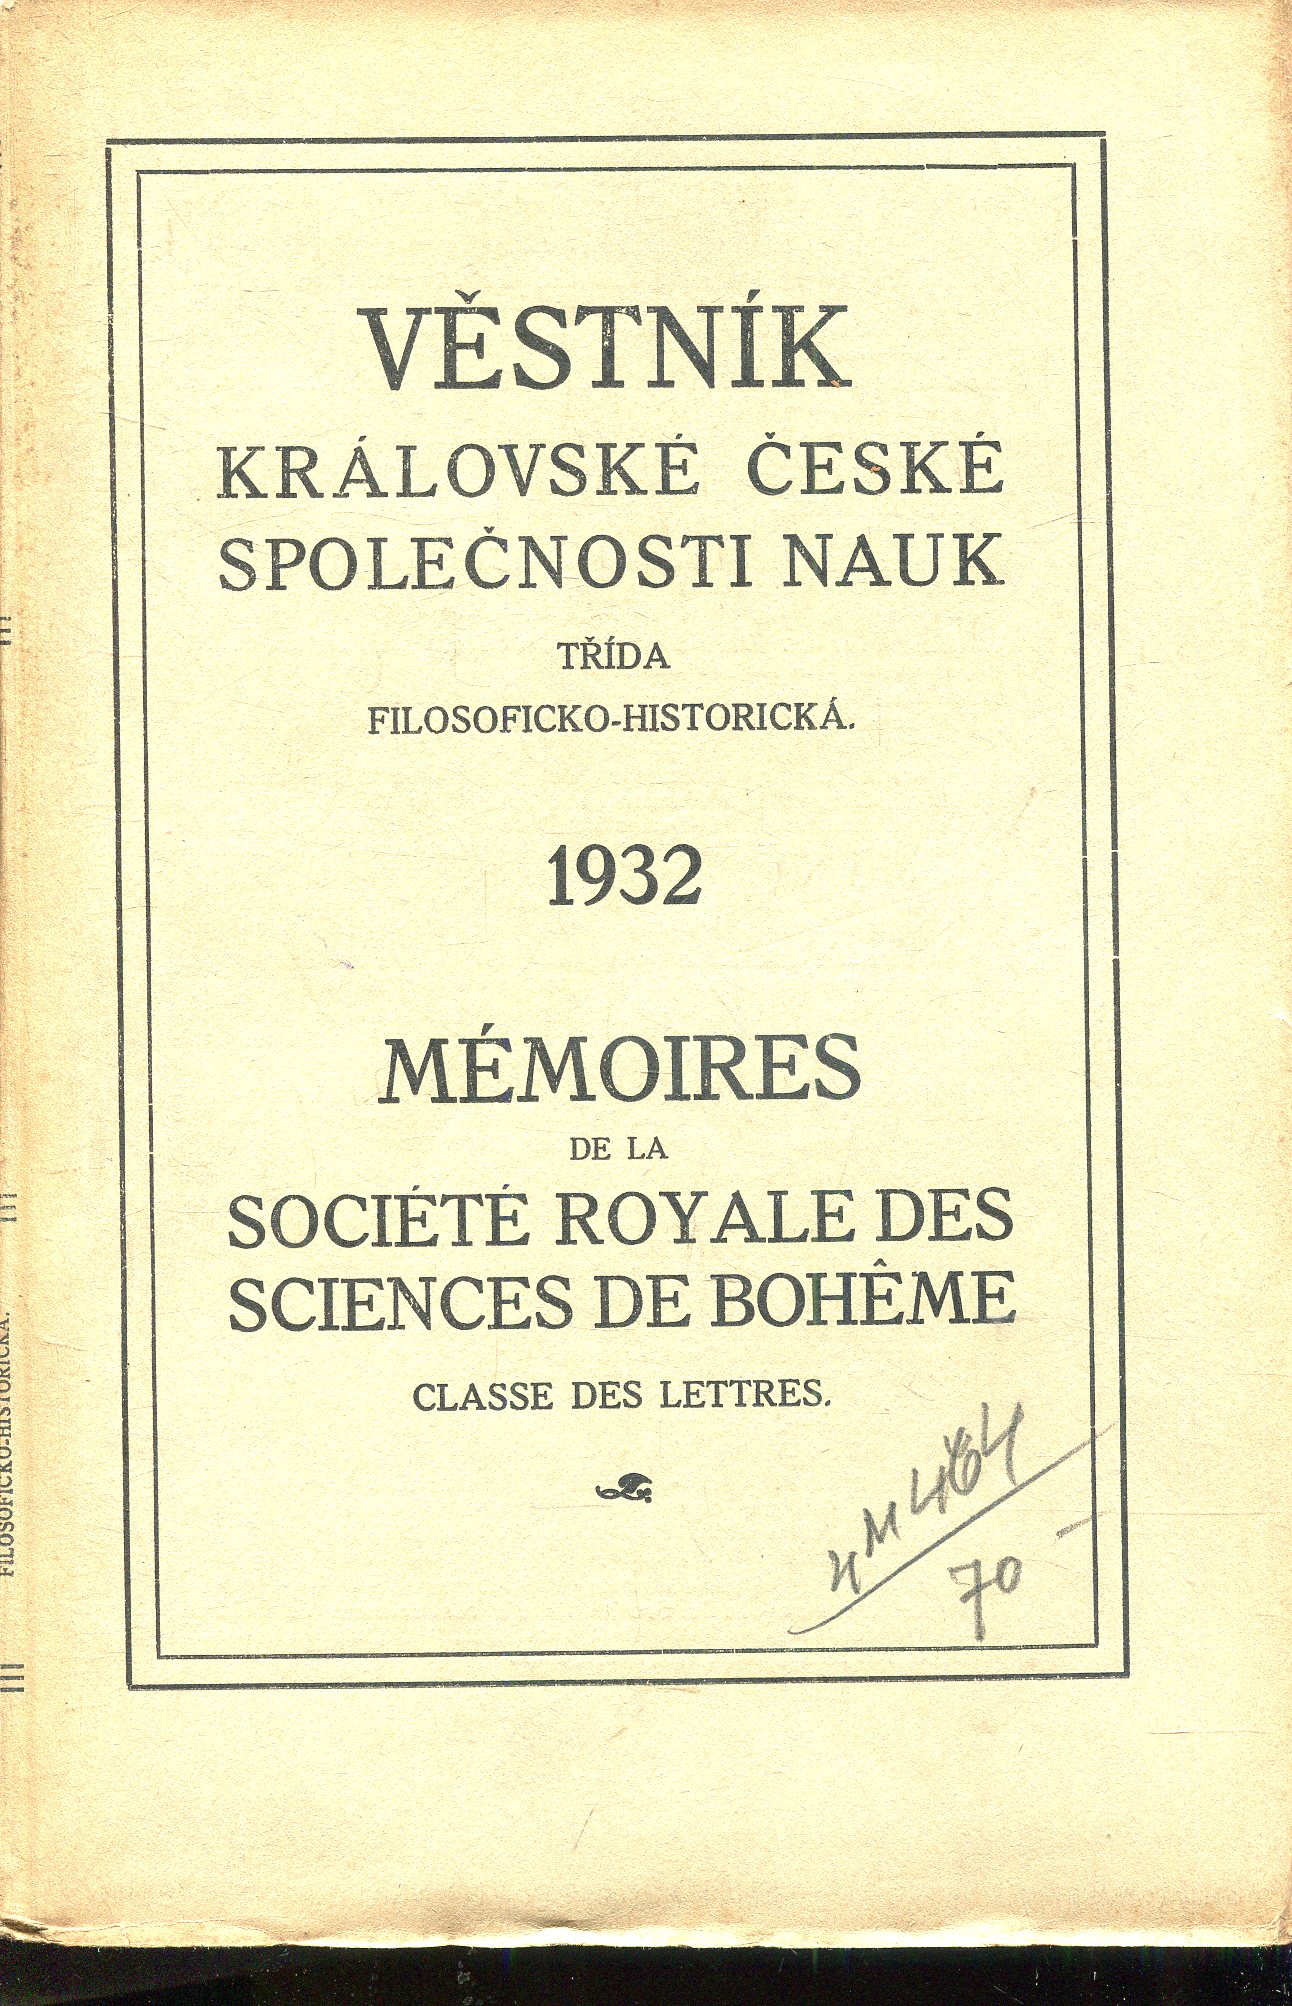 VĚSTNÍK
KRÁLOVSKÉ ČESKÉ
SPOLEČNOSTI NAUK
TŘÍDA
FILOSOFICKO-HISTORICKÁ.
1932
MÉMOIRES
DE LA
SOCIÉTÉ ROYALE DES
SCIENCES DE BOHÊME
CLASSE DES LETTRES.
70 —
FILOSOFICKO-HISTORICKÁ.